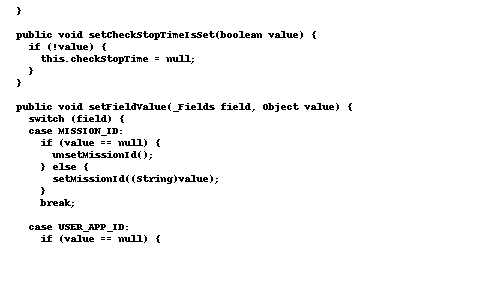 }

public void setCheckStopTimeIsSet(boolean value) {
  if (!value) {
    this.checkStopTime = null;
  }
}

public void setFieldValue(_Fields field, Object value) {
  switch (field) {
  case MISSION_ID:
    if (value == null) {
      unsetMissionId();
    } else {
      setMissionId((String)value);
    }
    break;

  case USER_APP_ID:
    if (value == null) {